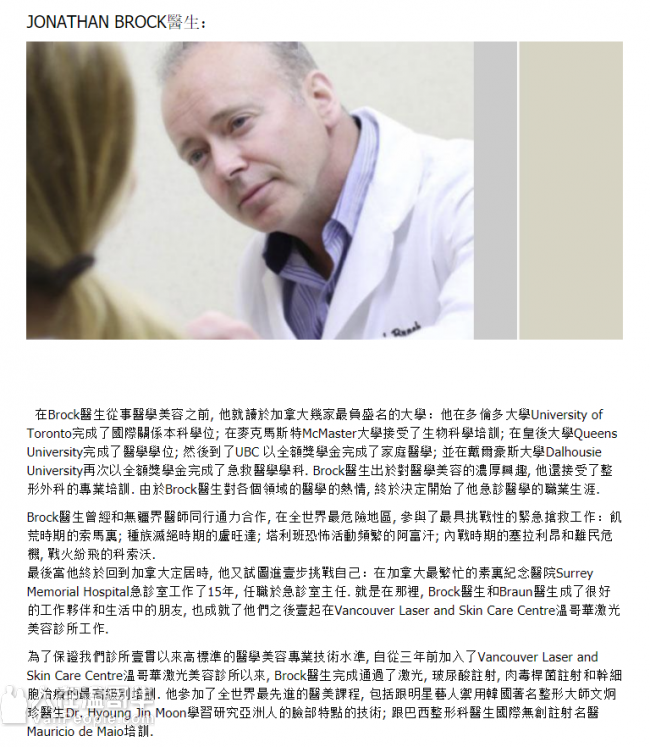 JONATHAN BROCK醫生:
在Brock醫生從事醫學美容之前, 他就讀於加拿大幾家最負盛名的大學：他在多倫多大學University of
Toronto完成了國際關係本科學位; 在麥克馬斯特McMaster大學接受了生物科學培訓; 在皇後大學Queens
University完成了醫學學位; 然後到了UBC 以全額獎學金完成了家庭醫學; 並在戴爾豪斯大學Dalhousie
University再次以全額獎學金完成了急救醫學學科. Brock醫生出於對醫學美容的濃厚興趣, 他還接受了整
形外科的專業培訓. 由於Brock醫生對各個領域的醫學的熱情, 終於決定開始了他急診醫學的職業生涯.
Brock醫生曾經和無疆界醫師同行通力合作, 在全世界最危險地區, 參與了最具挑戰性的緊急搶救工作：飢
荒時期的索馬裏; 種族滅絕時期的盧旺達; 塔利班恐怖活動頻繁的阿富汗; 內戰時期的塞拉利昂和難民危
機, 戰火紛飛的科索沃.
最後當他終於回到加拿大定居時, 他又試圖進壹步挑戰自己：在加拿大最繁忙的素裏紀念醫院Surrey
Memorial Hospital急診室工作了15年, 任職於急診室主任. 就是在那裡, Brock醫生和Braun醫生成了很好
的工作夥伴和生活中的朋友, 也成就了他們之後壹起在Vancouver Laser and Skin Care Centre溫哥華激光
美容診所工作.
為了保證我們診所壹貫以來高標準的醫學美容專業技術水準, 自從三年前加入了Vancouver Laser and
Skin Care Centre溫哥華激光美容診所以來, Brock醫生完成通過了激光, 玻尿酸註射, 肉毒桿菌註射和幹細
胞治療的最高級別培訓. 他參加了全世界最先進的醫美課程, 包括跟明星藝人禦用韓國著名整形大師文炯
珍醫生Dr. Hyoung Jin Moon學習研究亞洲人的臉部特點的技術; 跟巴西整形科醫生國際無創註射名醫
Mauricio de Maio培訓.
人在溫哥華
VanPeople.com